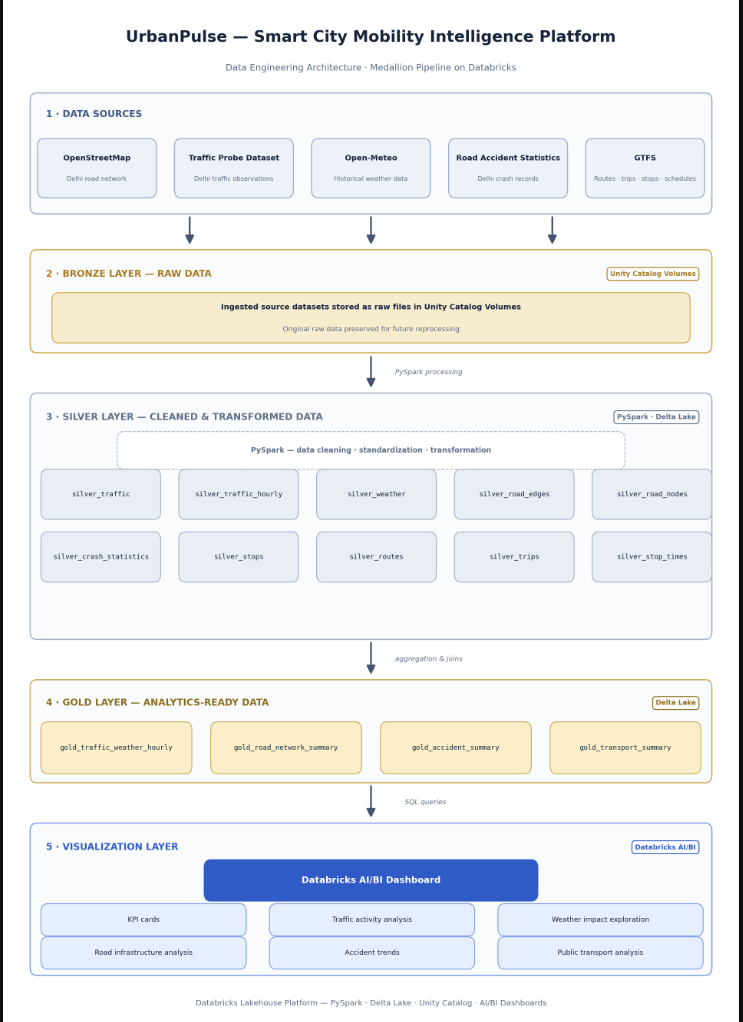 UrbanPulse — Smart City Mobility Intelligence Platform
Data Engineering Architecture · Medallion Pipeline on Databricks
1 · DATA SOURCES
OpenStreetMap
Delhi road network
Traffic Probe Dataset
Delhi traffic observations
Open-Meteo
Historical weather data
Road Accident Statistics
Delhi crash records
GTFS
Routes · trips · stops · schedules
2 · BRONZE LAYER — RAW DATA
Unity Catalog Volumes
Ingested source datasets stored as raw files in Unity Catalog Volumes
Original raw data preserved for future reprocessing
PySpark processing
3 · SILVER LAYER — CLEANED & TRANSFORMED DATA
PySpark · Delta Lake
PySpark — data cleaning · standardization · transformation
silver_traffic
silver_traffic_hourly
silver_weather
silver_road_edges
silver_road_nodes
silver_crash_statistics
silver_stops
silver_routes
silver_trips
silver_stop_times
aggregation & joins
4 · GOLD LAYER — ANALYTICS-READY DATA
Delta Lake
gold_traffic_weather_hourly
gold_road_network_summary
gold_accident_summary
gold_transport_summary
SQL queries
5 · VISUALIZATION LAYER
Databricks AI/BI
Databricks AI/BI Dashboard
KPI cards
Traffic activity analysis
Weather impact exploration
Road infrastructure analysis
Accident trends
Public transport analysis
Databricks Lakehouse Platform — PySpark · Delta Lake · Unity Catalog · AI/BI Dashboards